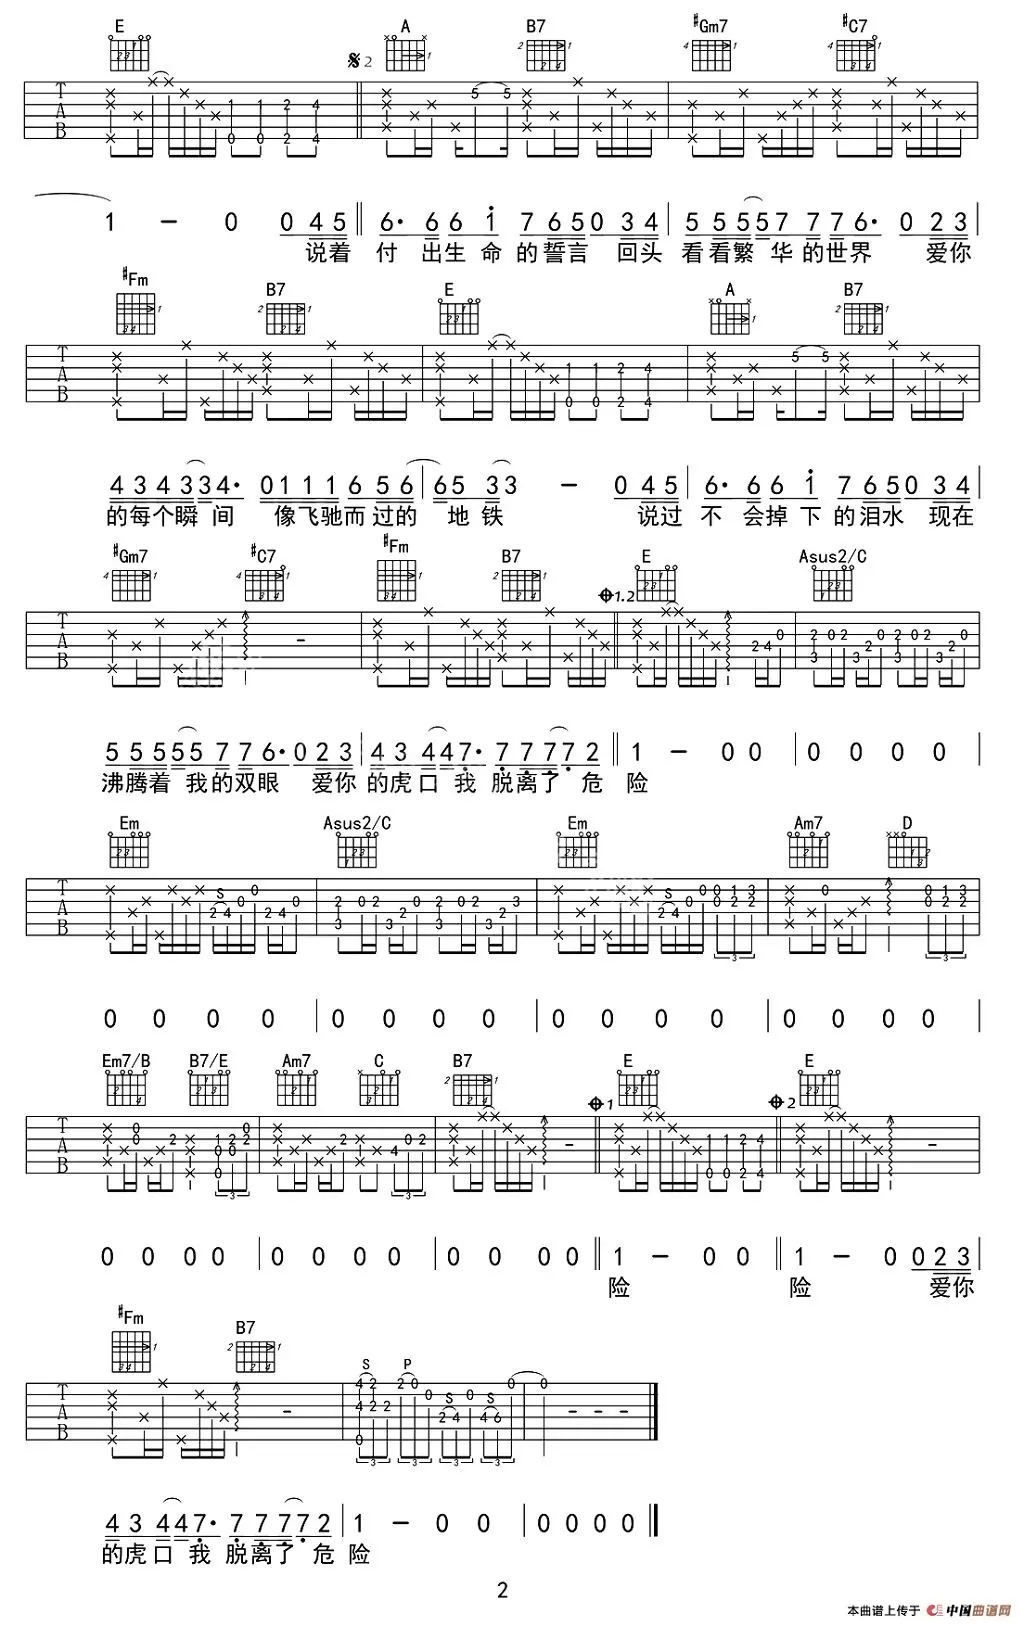 E A B7 #Gm7 #C7
𝄋2
1 — 0 0 4 5 ‖ 6· 6 6 i 7 6 5 0 3 4 | 5 5 5 5 7 7 7 6· 0 2 3 |
说着 付 出生 命 的誓言 回头 看看繁 华的世界 爱你
#Fm B7 E A B7
4 3 4 3 3 4· 0 1 1 1 6 5 6 | 6 5 3 3 — 0 4 5 | 6· 6 6 i 7 6 5 0 3 4 |
的每个瞬 间 像飞驰而过的 地 铁 说过 不 会掉 下 的泪水 现在
#Gm7 #C7 #Fm B7 E Asus2/C
1.2
5 5 5 5 5 7 7 6· 0 2 3 | 4 3 4 4 7· 7 7 7 7 2 ‖ 1 — 0 0 | 0 0 0 0
沸腾着 我的双眼 爱你 的虎口 我 脱离了 危 险
Em Asus2/C Em Am7 D
0 0 0 0 | 0 0 0 0 | 0 0 0 0 | 0 0 0 0 |
Em7/B B7/E Am7 C B7 E E
1 2
0 0 0 0 | 0 0 0 0 | 0 0 0 0 ‖ 1 — 0 0 ‖ 1 — 0 0 2 3 |
险 险 爱你
#Fm B7
S P
4 3 4 4 7· 7 7 7 7 2 | 1 — 0 0 | 0 0 0 0
的虎口 我 脱离了 危 险
2
本曲谱上传于 中国曲谱网